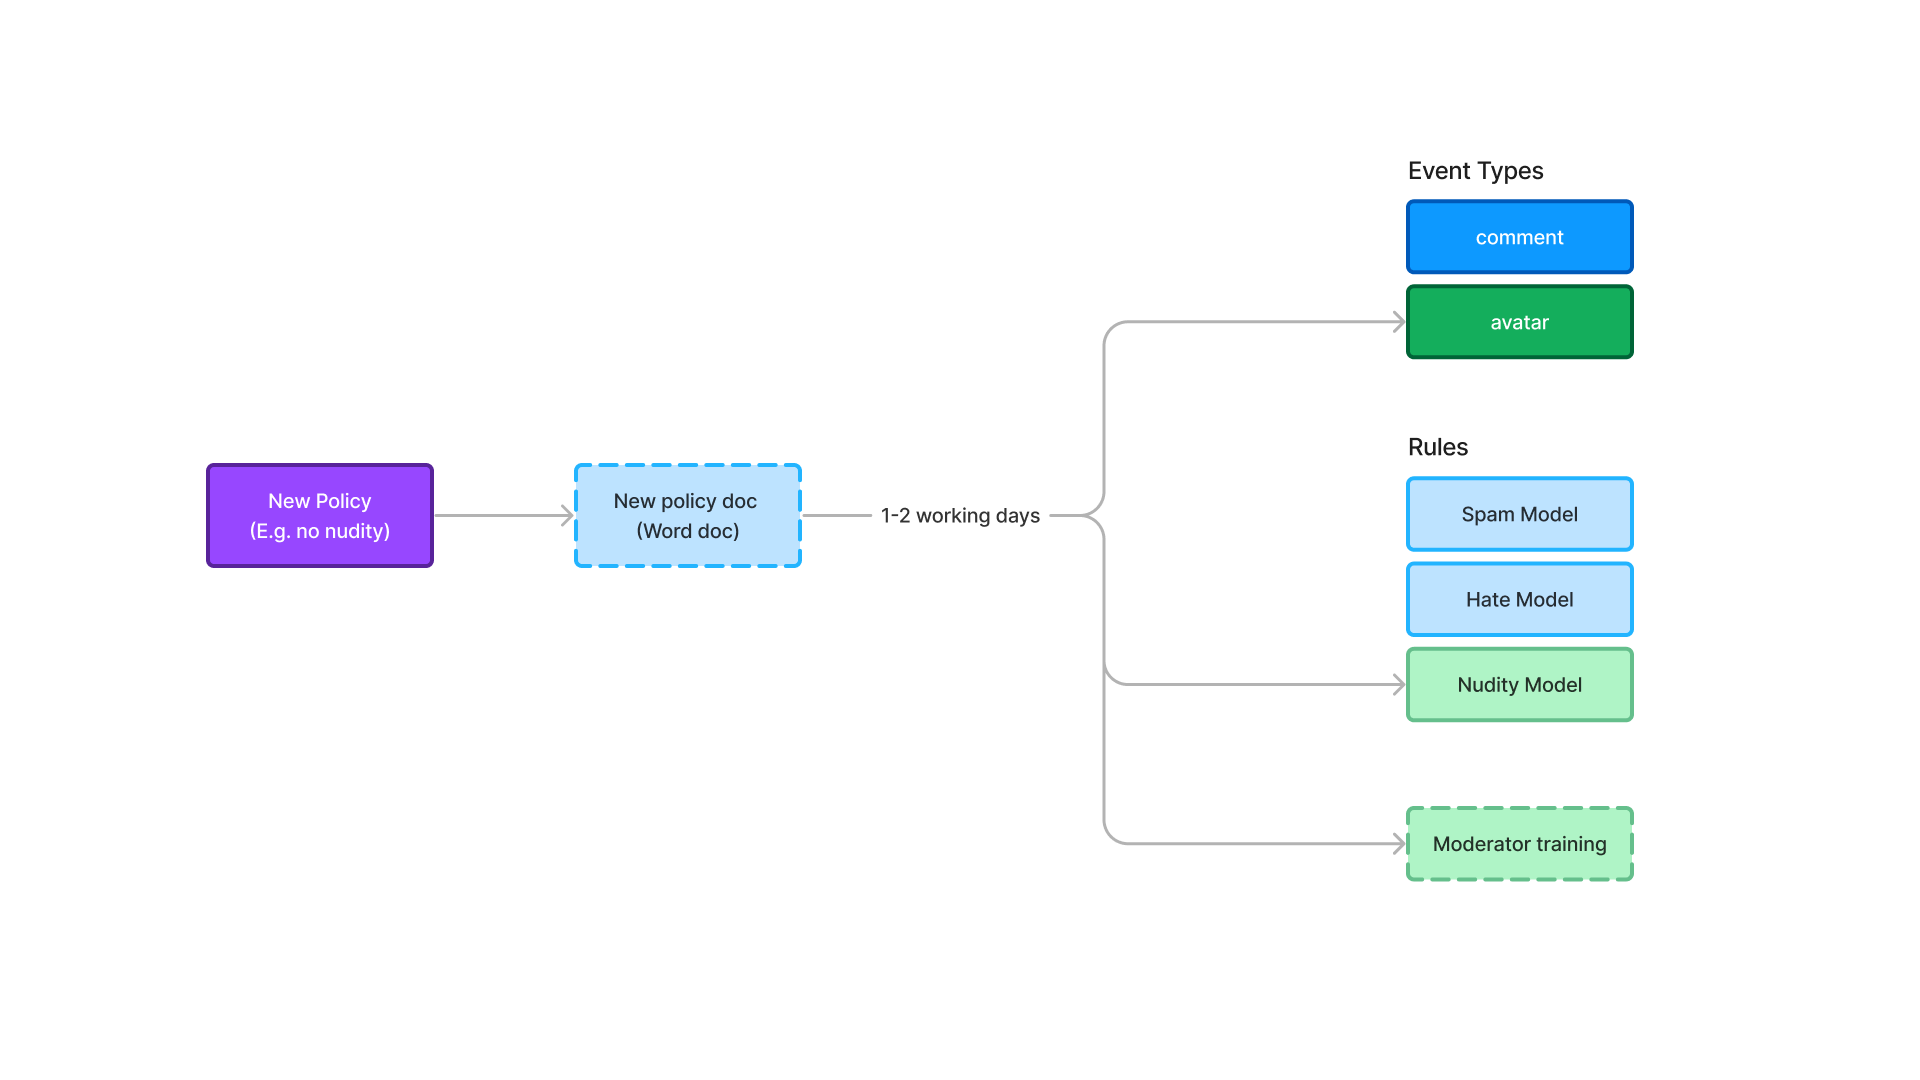 New Policy
(E.g. no nudity)
New policy doc
(Word doc)
1-2 working days
Event Types
comment
avatar
Rules
Spam Model
Hate Model
Nudity Model
Moderator training